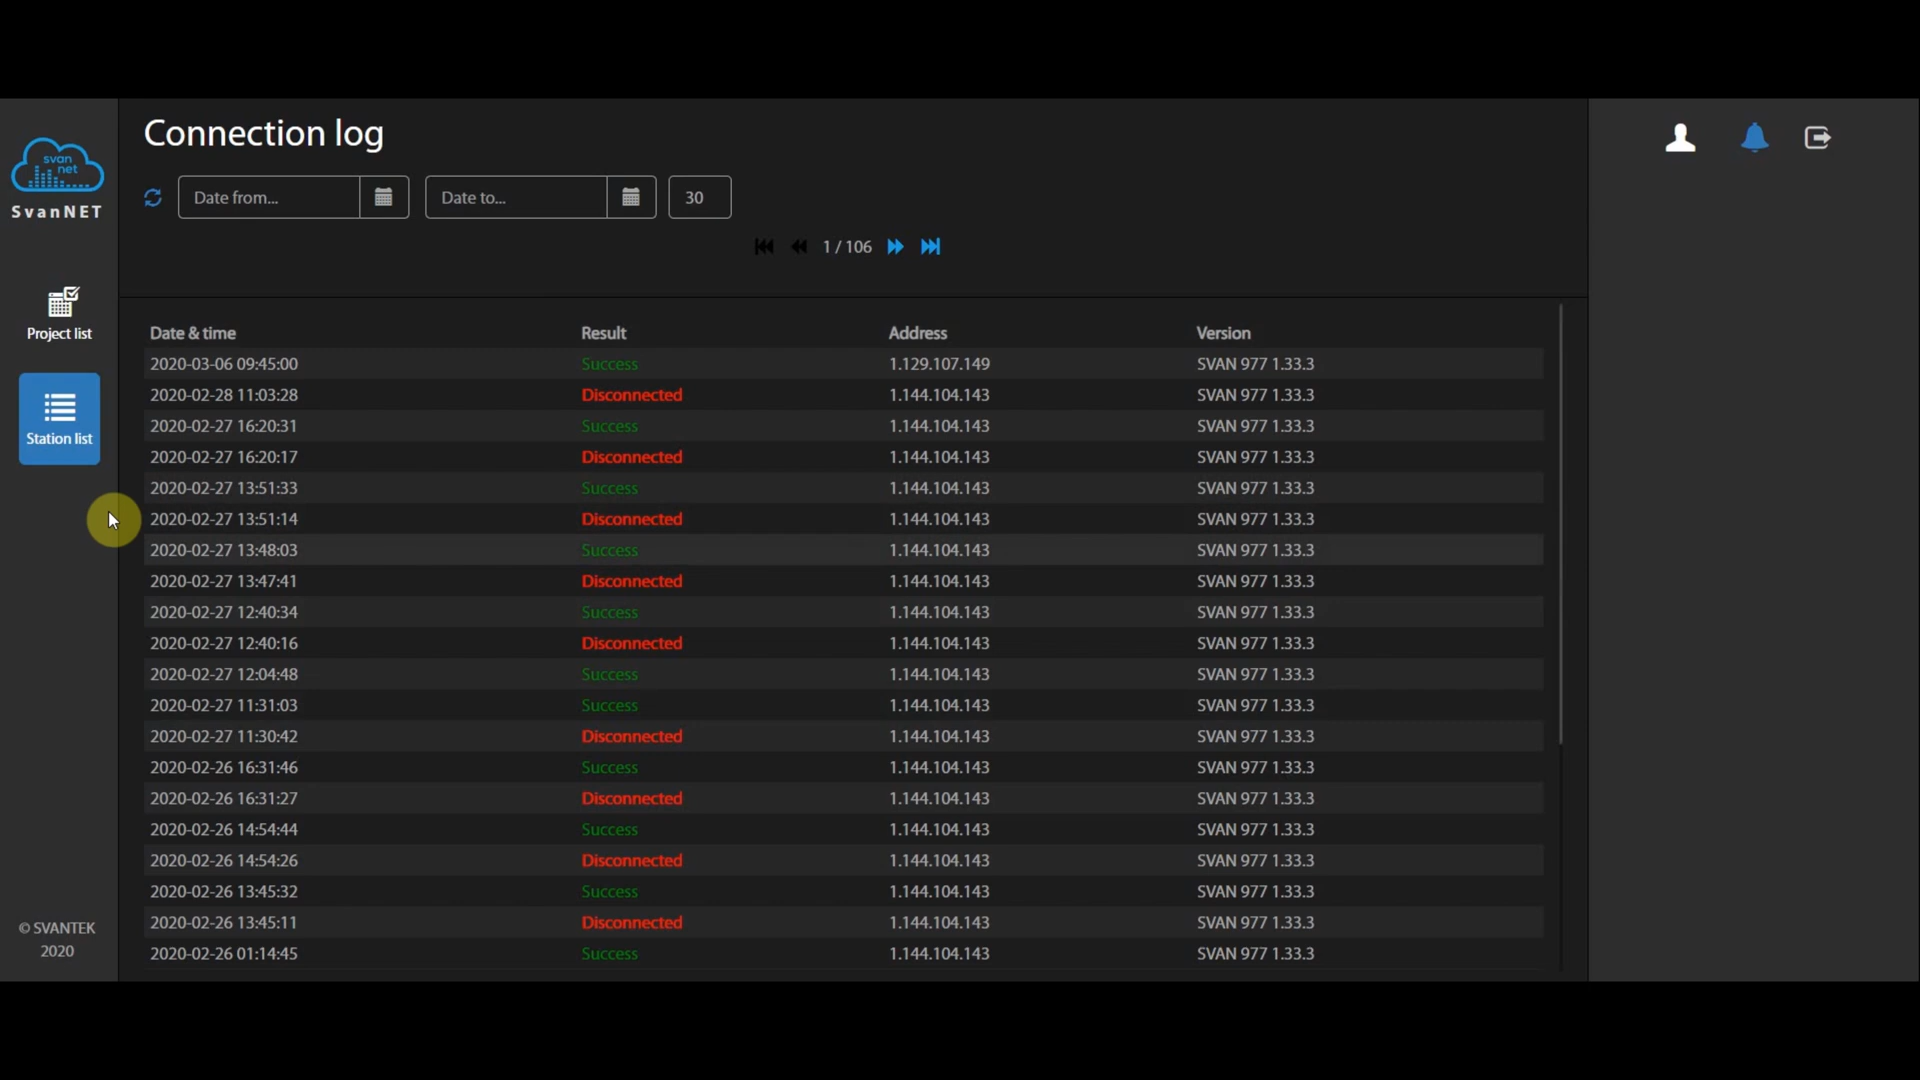 Connection log
svan
net
SvanNET
Date from...
Date to...
30
1 / 106
Project list
Station list
Date & time Result Address Version
2020-03-06 09:45:00 Success 1.129.107.149 SVAN 977 1.33.3
2020-02-28 11:03:28 Disconnected 1.144.104.143 SVAN 977 1.33.3
2020-02-27 16:20:31 Success 1.144.104.143 SVAN 977 1.33.3
2020-02-27 16:20:17 Disconnected 1.144.104.143 SVAN 977 1.33.3
2020-02-27 13:51:33 Success 1.144.104.143 SVAN 977 1.33.3
2020-02-27 13:51:14 Disconnected 1.144.104.143 SVAN 977 1.33.3
2020-02-27 13:48:03 Success 1.144.104.143 SVAN 977 1.33.3
2020-02-27 13:47:41 Disconnected 1.144.104.143 SVAN 977 1.33.3
2020-02-27 12:40:34 Success 1.144.104.143 SVAN 977 1.33.3
2020-02-27 12:40:16 Disconnected 1.144.104.143 SVAN 977 1.33.3
2020-02-27 12:04:48 Success 1.144.104.143 SVAN 977 1.33.3
2020-02-27 11:31:03 Success 1.144.104.143 SVAN 977 1.33.3
2020-02-27 11:30:42 Disconnected 1.144.104.143 SVAN 977 1.33.3
2020-02-26 16:31:46 Success 1.144.104.143 SVAN 977 1.33.3
2020-02-26 16:31:27 Disconnected 1.144.104.143 SVAN 977 1.33.3
2020-02-26 14:54:44 Success 1.144.104.143 SVAN 977 1.33.3
2020-02-26 14:54:26 Disconnected 1.144.104.143 SVAN 977 1.33.3
2020-02-26 13:45:32 Success 1.144.104.143 SVAN 977 1.33.3
2020-02-26 13:45:11 Disconnected 1.144.104.143 SVAN 977 1.33.3
2020-02-26 01:14:45 Success 1.144.104.143 SVAN 977 1.33.3
© SVANTEK
2020